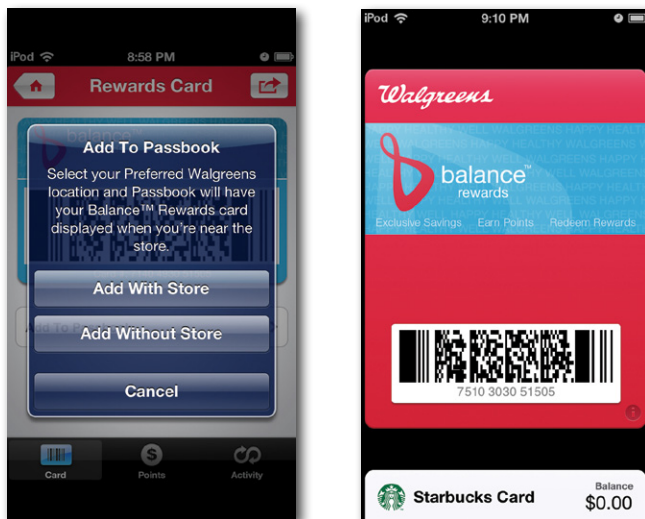 iPod
8:58 PM
Rewards Card
balance™
Add To Passbook
Select your Preferred Walgreens
location and Passbook will have
your Balance™ Rewards card
displayed when you're near the
store.
Add With Store
Add Without Store
Cancel
Card
Points
Activity
iPod
9:10 PM
Walgreens
balance™
rewards
Exclusive Savings Earn Points Redeem Rewards
7510 3030 51505
Starbucks Card
Balance
$0.00